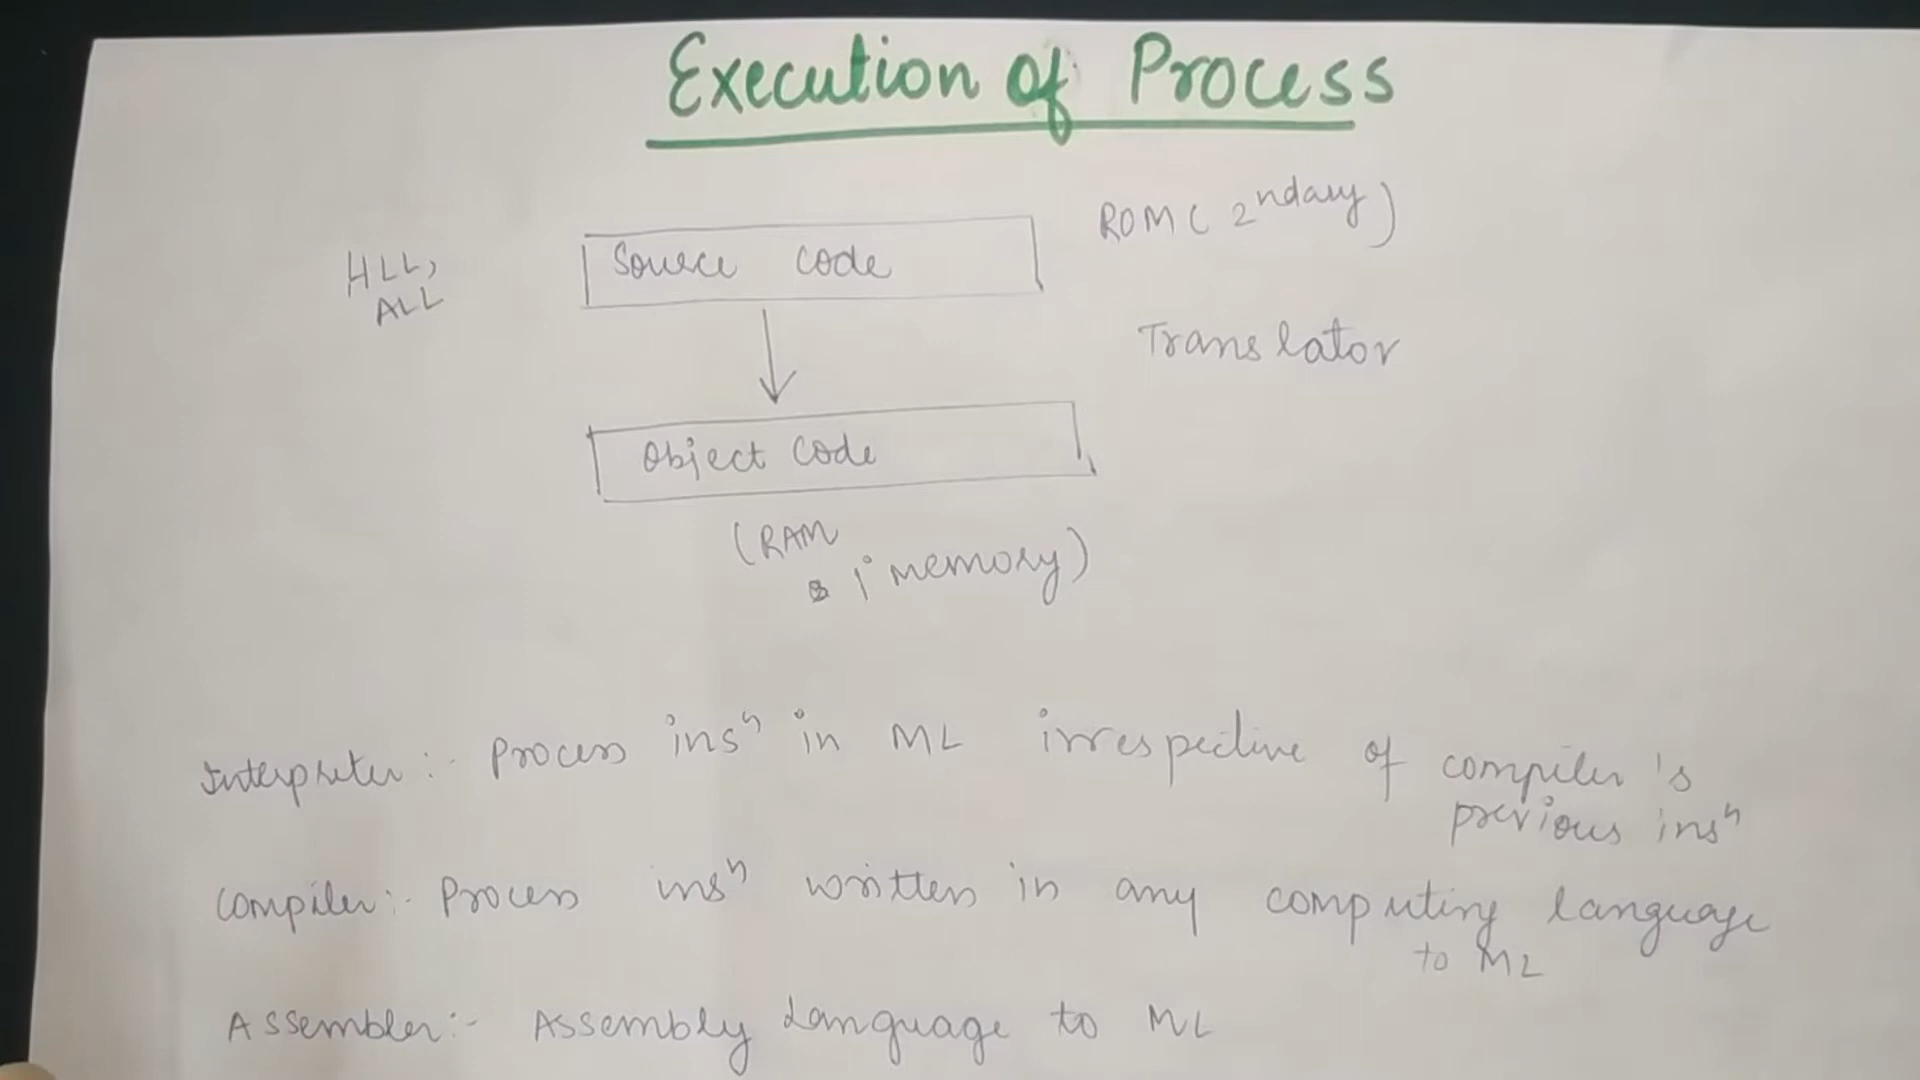 Execution of Process
ROM ( 2ndary )
HLL,
ALL
Source code
Translator
Object Code
(RAM
1° memory)
Interpreter :- Process insⁿ in ML irrespective of compiler's
previous insⁿ
Compiler :- Process insⁿ written in any computing language
to ML
Assembler :- Assembly Language to ML